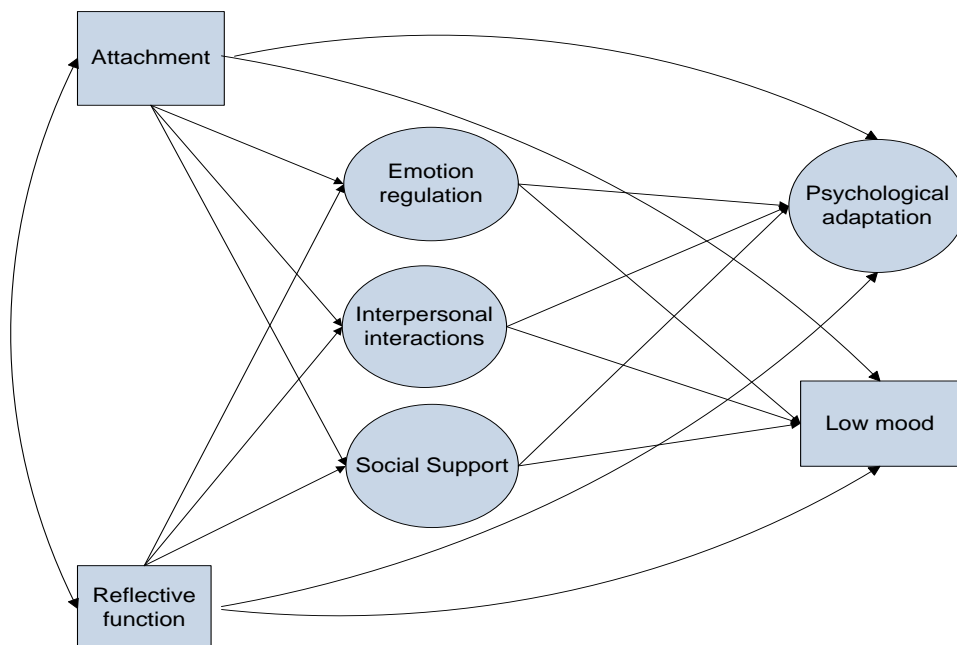 Attachment
Emotion
regulation
Psychological
adaptation
Interpersonal
interactions
Low mood
Social Support
Reflective
function